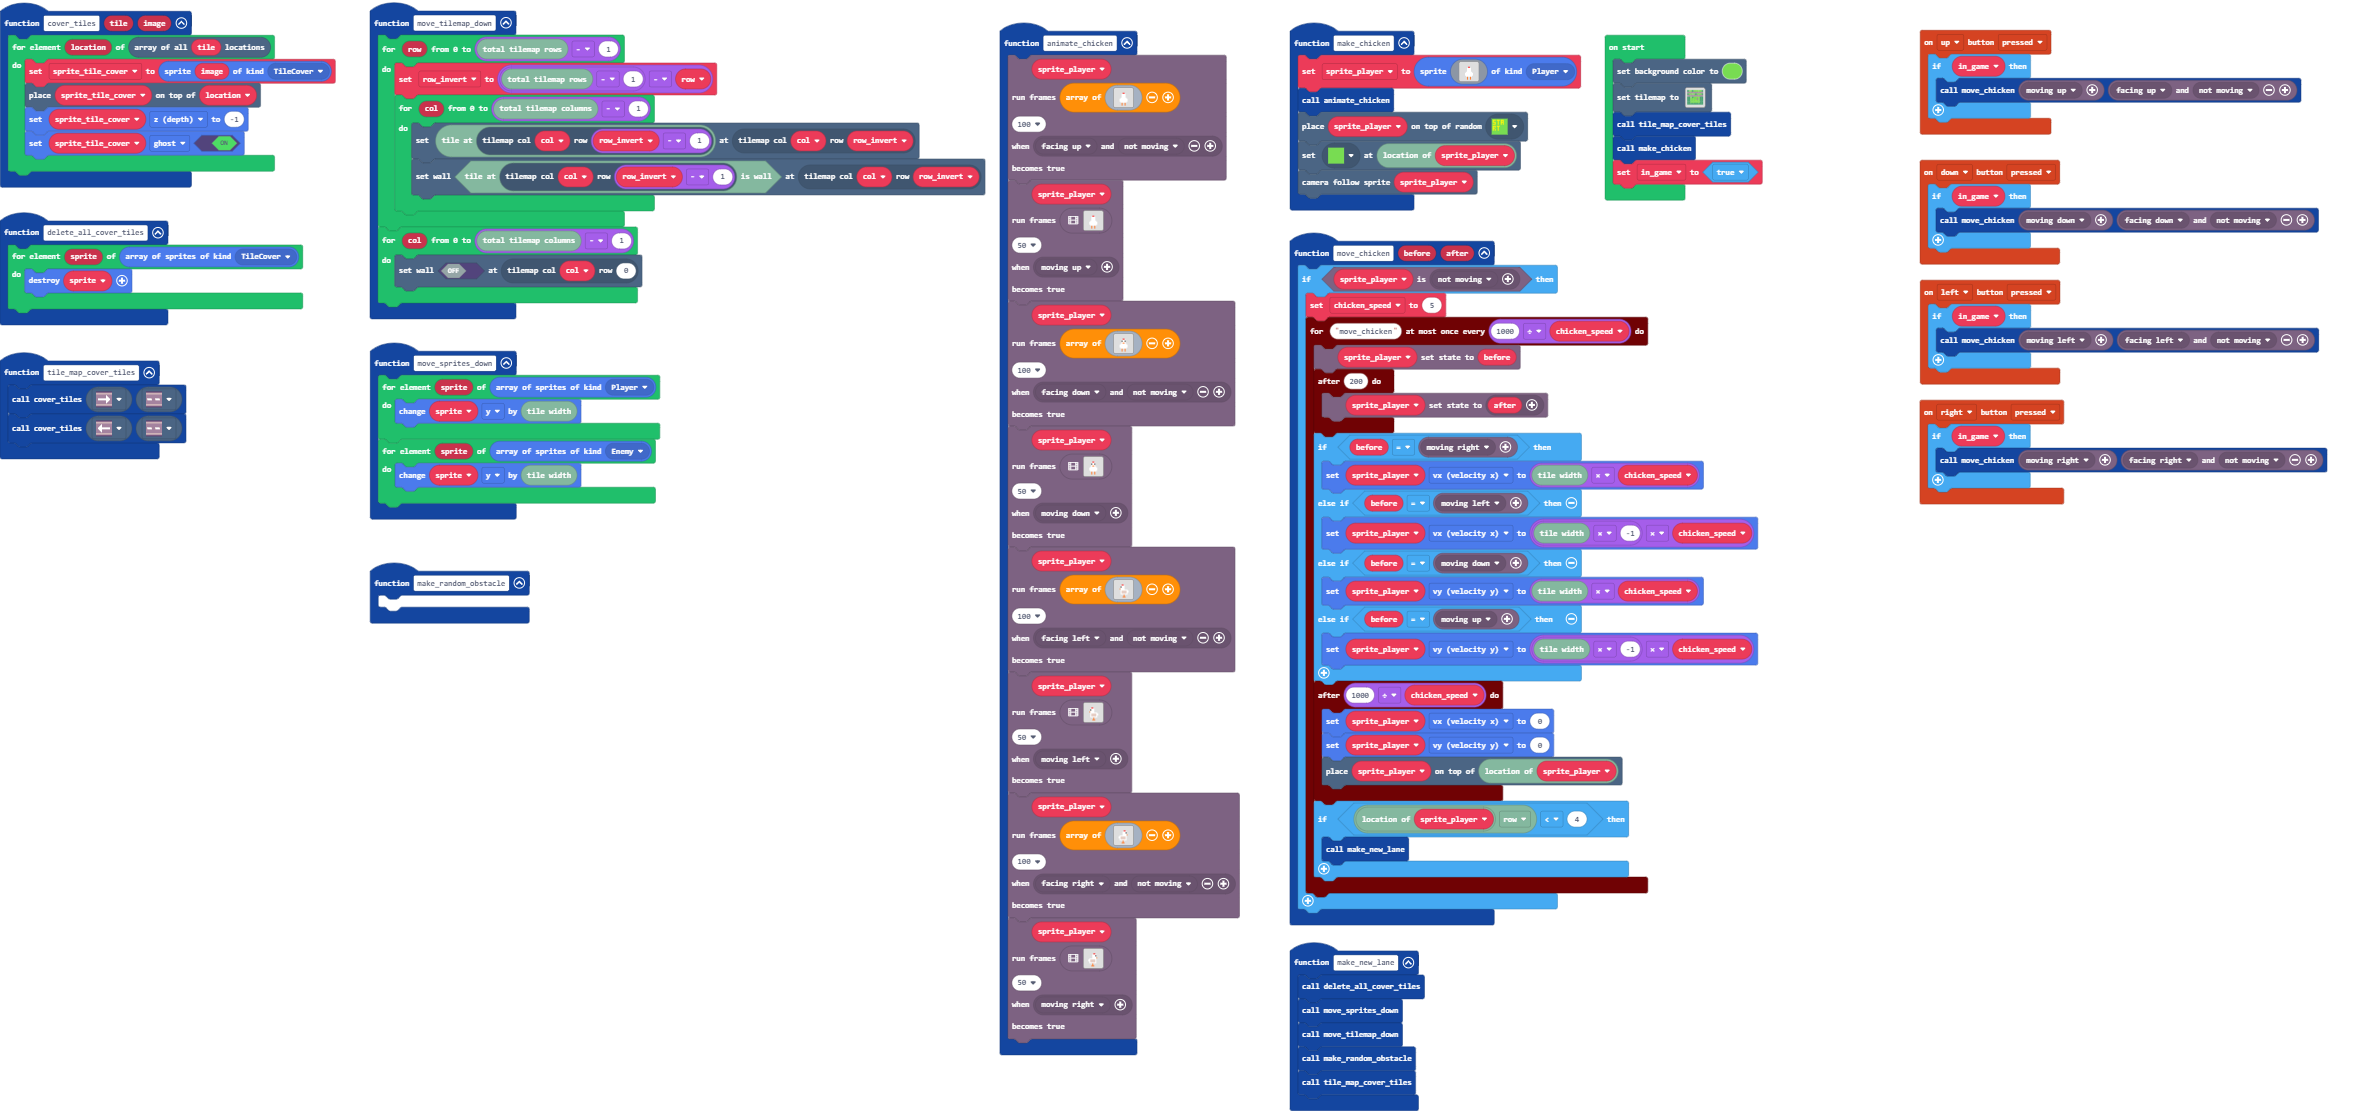 function cover_tiles tile image
for element location of array of all tile locations
do
set sprite_tile_cover to sprite image of kind TileCover
place sprite_tile_cover on top of location
set sprite_tile_cover z (depth) to -1
set sprite_tile_cover ghost ON
function delete_all_cover_tiles
for element sprite of array of sprites of kind TileCover
do
destroy sprite
function tile_map_cover_tiles
call cover_tiles
call cover_tiles
function move_tilemap_down
for row from 0 to total tilemap rows - 1
do
set row_invert to total tilemap rows - 1 - row
for col from 0 to total tilemap columns - 1
do
set tile at tilemap col col row row_invert - 1 at tilemap col col row row_invert
set wall tile at tilemap col col row row_invert - 1 is wall at tilemap col col row row_invert
for col from 0 to total tilemap columns - 1
do
set wall OFF at tilemap col col row 0
function move_sprites_down
for element sprite of array of sprites of kind Player
do
change sprite y by tile width
for element sprite of array of sprites of kind Enemy
do
change sprite y by tile width
function make_random_obstacle
function animate_chicken
sprite_player
run frames array of
100
when facing up and not moving
becomes true
sprite_player
run frames
50
when moving up
becomes true
sprite_player
run frames array of
100
when facing down and not moving
becomes true
sprite_player
run frames
50
when moving down
becomes true
sprite_player
run frames array of
100
when facing left and not moving
becomes true
sprite_player
run frames
50
when moving left
becomes true
sprite_player
run frames array of
100
when facing right and not moving
becomes true
sprite_player
run frames
50
when moving right
becomes true
function make_chicken
set sprite_player to sprite of kind Player
call animate_chicken
place sprite_player on top of random
set at location of sprite_player
camera follow sprite sprite_player
function move_chicken before after
if sprite_player is not moving then
set chicken_speed to 5
for "move_chicken" at most once every 1000 ÷ chicken_speed do
sprite_player set state to before
after 200 do
sprite_player set state to after
if before = moving right then
set sprite_player vx (velocity x) to tile width × chicken_speed
else if before = moving left then
set sprite_player vx (velocity x) to tile width × -1 × chicken_speed
else if before = moving down then
set sprite_player vy (velocity y) to tile width × chicken_speed
else if before = moving up then
set sprite_player vy (velocity y) to tile width × -1 × chicken_speed
after 1000 ÷ chicken_speed do
set sprite_player vx (velocity x) to 0
set sprite_player vy (velocity y) to 0
place sprite_player on top of location of sprite_player
if location of sprite_player row < 4 then
call make_new_lane
function make_new_lane
call delete_all_cover_tiles
call move_sprites_down
call move_tilemap_down
call make_random_obstacle
call tile_map_cover_tiles
on start
set background color to
set tilemap to
call tile_map_cover_tiles
call make_chicken
set in_game to true
on up button pressed
if in_game then
call move_chicken moving up facing up and not moving
on down button pressed
if in_game then
call move_chicken moving down facing down and not moving
on left button pressed
if in_game then
call move_chicken moving left facing left and not moving
on right button pressed
if in_game then
call move_chicken moving right facing right and not moving